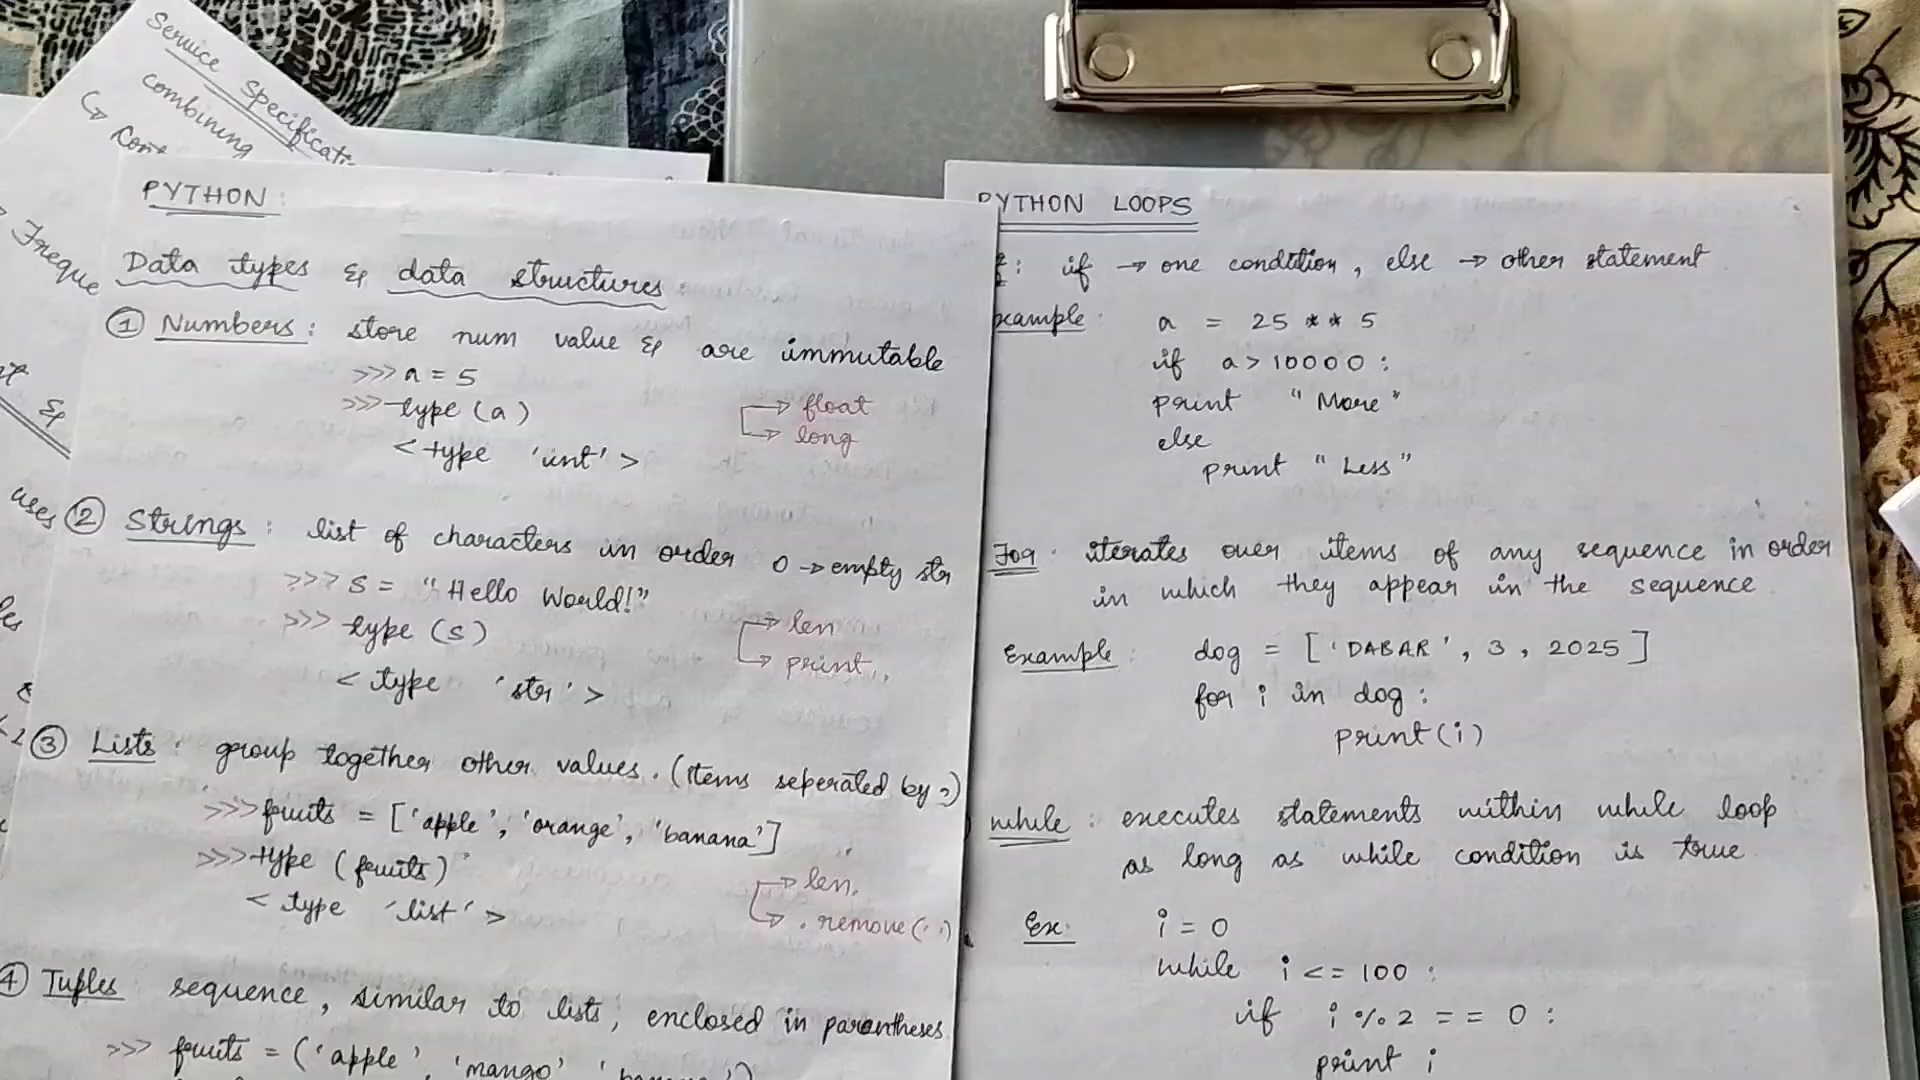 Service Specificati
combining
PYTHON:
Data types & data structures:
① Numbers: store num value & are immutable
>>> a = 5
>>> type (a)
→ float
→ long
< type 'int' >
② Strings: list of characters in order 0 → empty str
>>> s = "Hello World!"
>>> type (s)
→ len
→ print
< type 'str' >
③ Lists: group together other values. (items seperated by ,)
>>> fruits = ['apple', 'orange', 'banana']
>>> type (fruits)
→ len
→ .remove(' ')
< type 'list' >
④ Tuples sequence, similar to lists, enclosed in parentheses
>>> fruits = ('apple', 'mango'
Freque
&
uses
PYTHON LOOPS
: if → one condition, else → other statement
xample: a = 25 ** 5
if a > 10000 :
print "More"
else
print "Less"
For: iterates over items of any sequence in order
in which they appear in the sequence
Example: dog = ['DABAR', 3, 2025]
for i in dog :
print(i)
while : executes statements within while loop
as long as while condition is true
Ex: i = 0
while i <= 100 :
if i % 2 == 0 :
print i